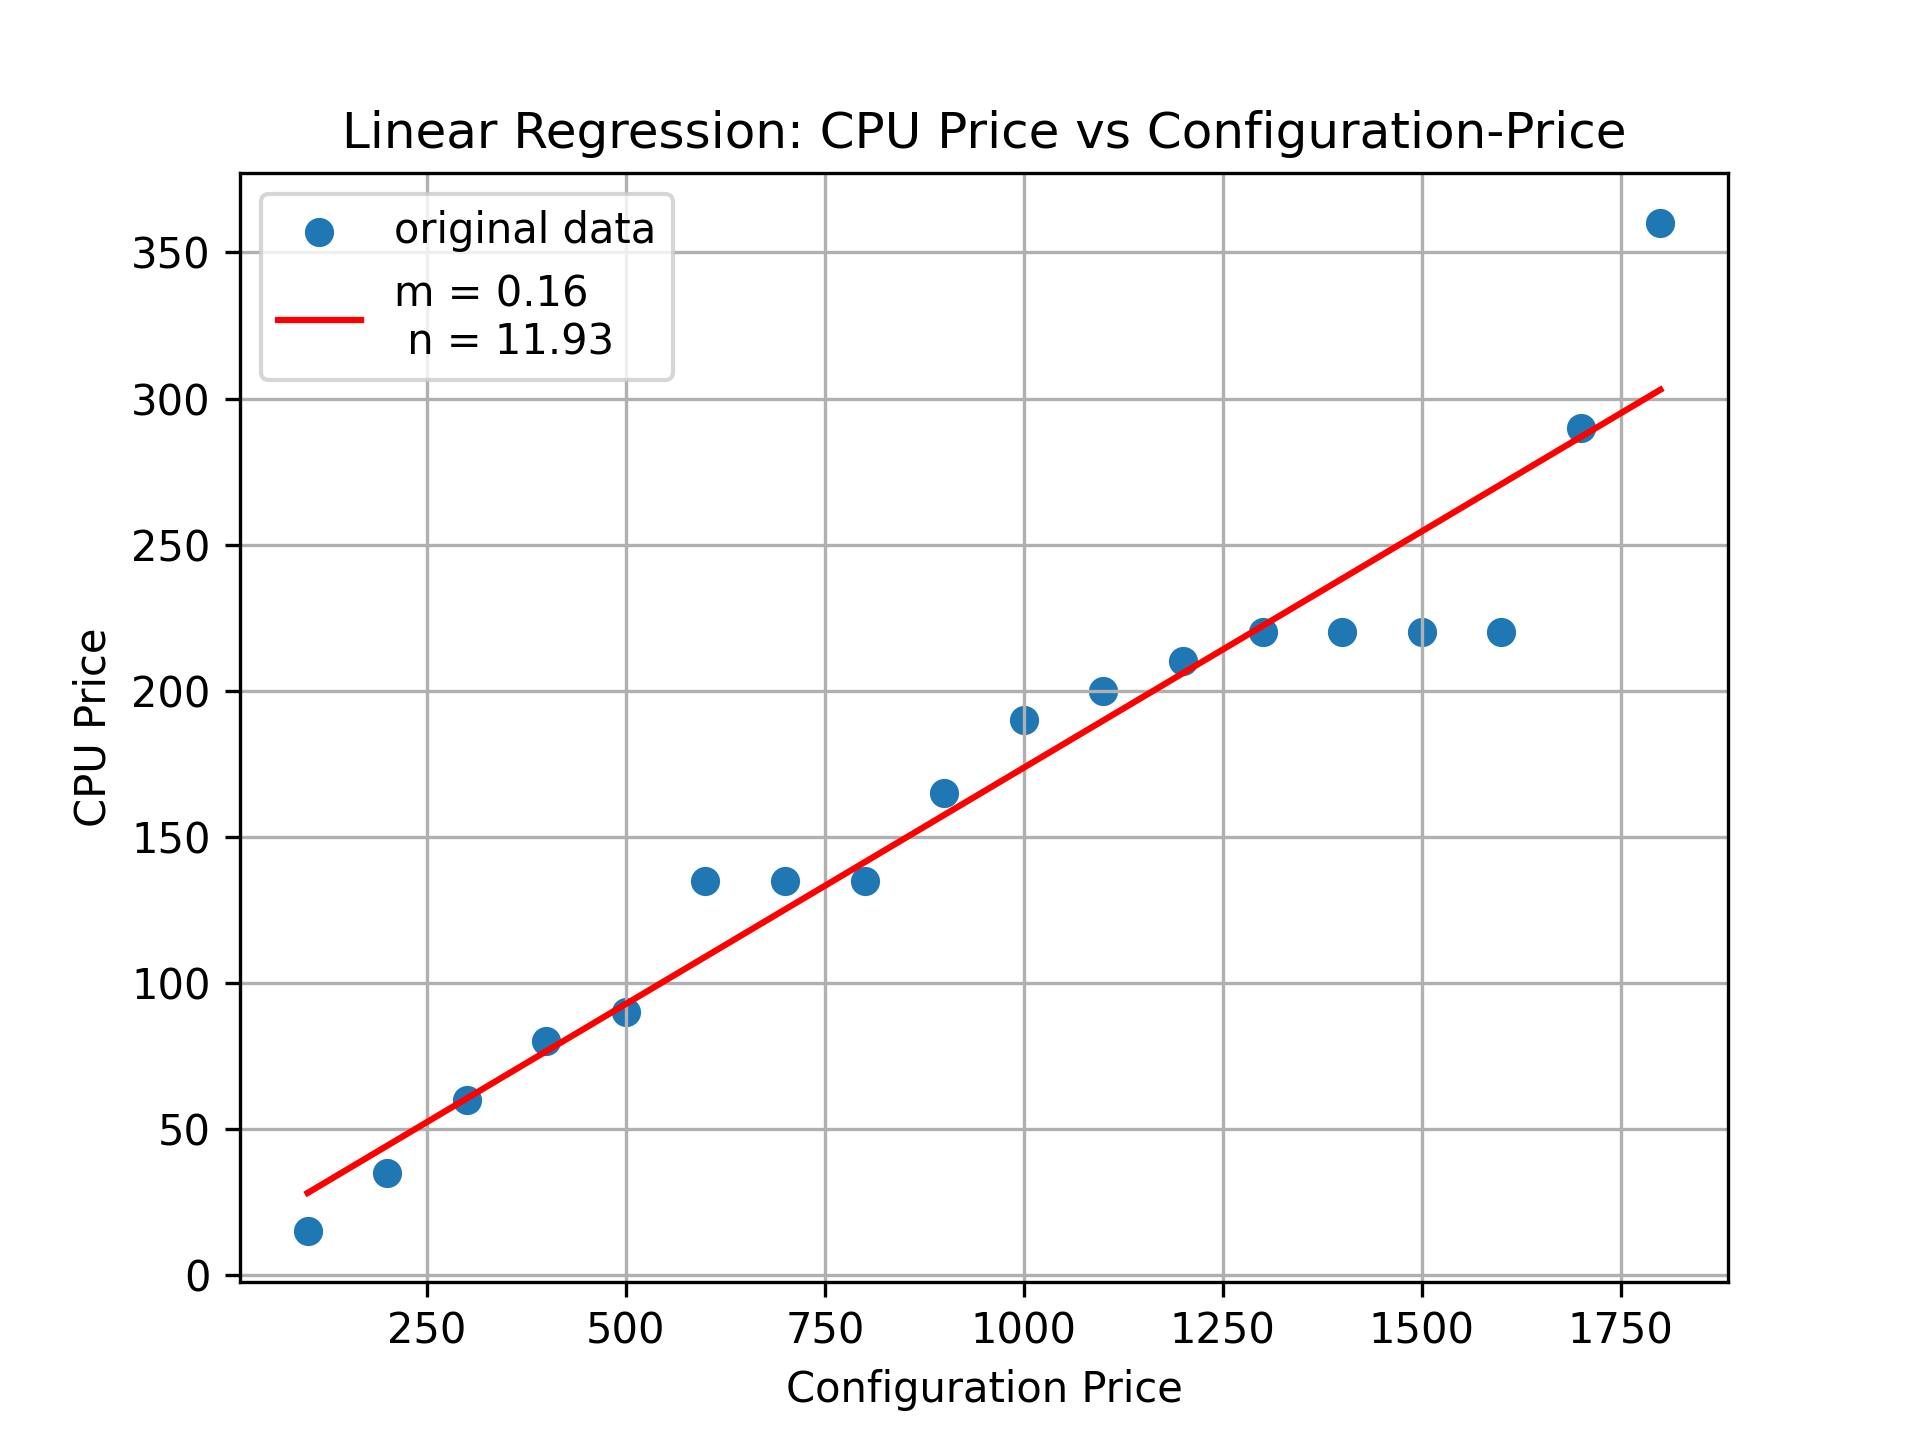 Linear Regression: CPU Price vs Configuration-Price
original data
m = 0.16
n = 11.93
350
300
250
200
150
100
50
0
CPU Price
250 500 750 1000 1250 1500 1750
Configuration Price